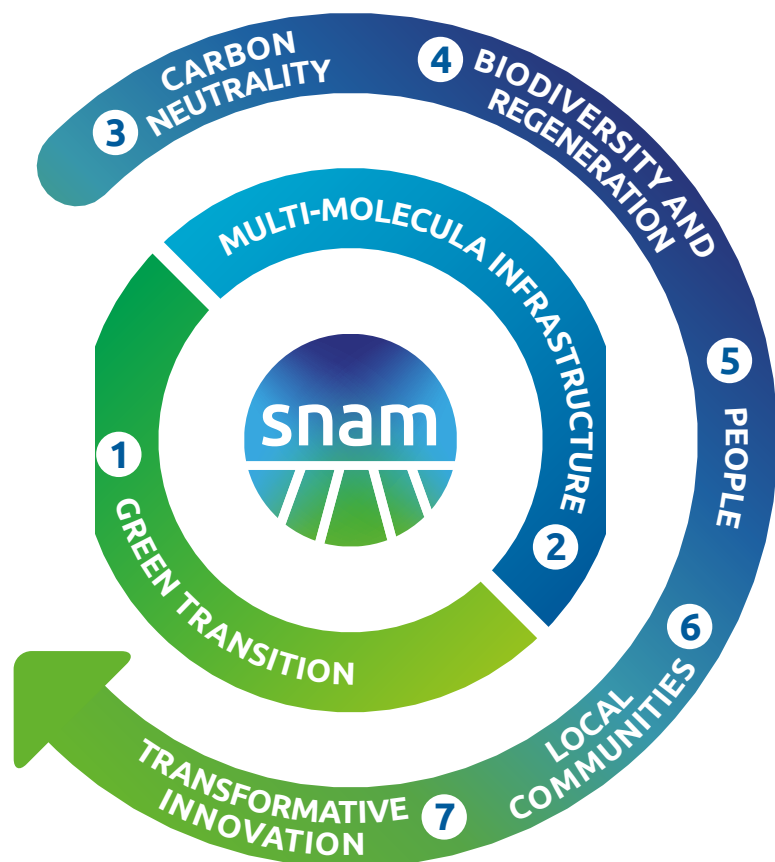 snam
1
GREEN TRANSITION
2
MULTI-MOLECULA INFRASTRUCTURE
3
CARBON
NEUTRALITY
4
BIODIVERSITY AND
REGENERATION
5
PEOPLE
6
LOCAL
COMMUNITIES
7
TRANSFORMATIVE
INNOVATION